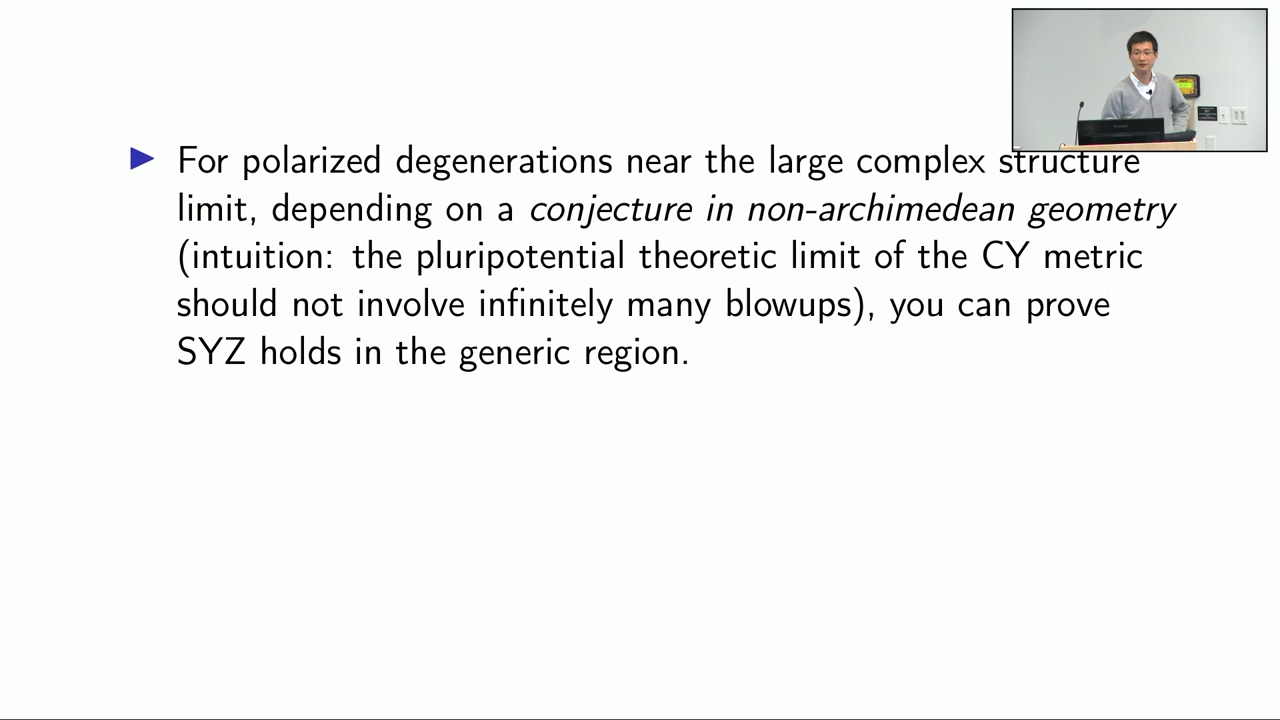 For polarized degenerations near the large complex structure
limit, depending on a conjecture in non-archimedean geometry
(intuition: the pluripotential theoretic limit of the CY metric
should not involve infinitely many blowups), you can prove
SYZ holds in the generic region.